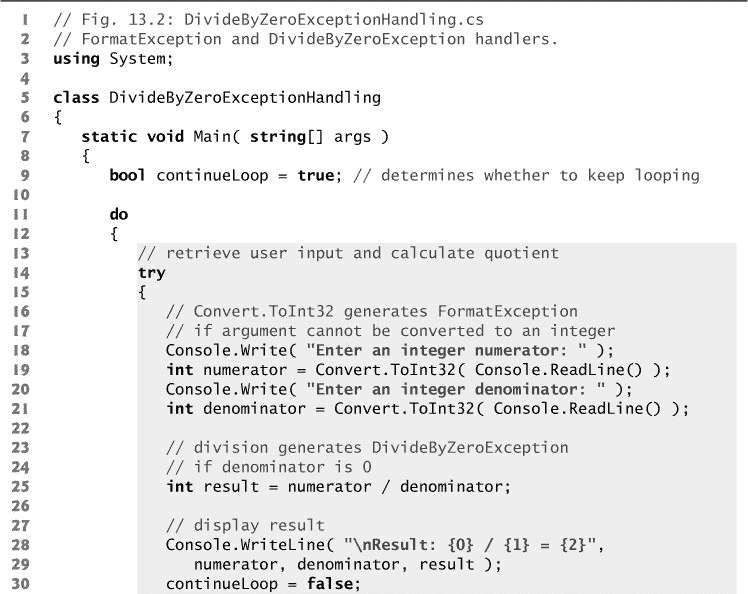 1 // Fig. 13.2: DivideByZeroExceptionHandling.cs
2 // FormatException and DivideByZeroException handlers.
3 using System;
4
5 class DivideByZeroExceptionHandling
6 {
7    static void Main( string[] args )
8    {
9       bool continueLoop = true; // determines whether to keep looping
10
11       do
12       {
13          // retrieve user input and calculate quotient
14          try
15          {
16             // Convert.ToInt32 generates FormatException
17             // if argument cannot be converted to an integer
18             Console.Write( "Enter an integer numerator: " );
19             int numerator = Convert.ToInt32( Console.ReadLine() );
20             Console.Write( "Enter an integer denominator: " );
21             int denominator = Convert.ToInt32( Console.ReadLine() );
22
23             // division generates DivideByZeroException
24             // if denominator is 0
25             int result = numerator / denominator;
26
27             // display result
28             Console.WriteLine( "\nResult: {0} / {1} = {2}",
29                numerator, denominator, result );
30             continueLoop = false;